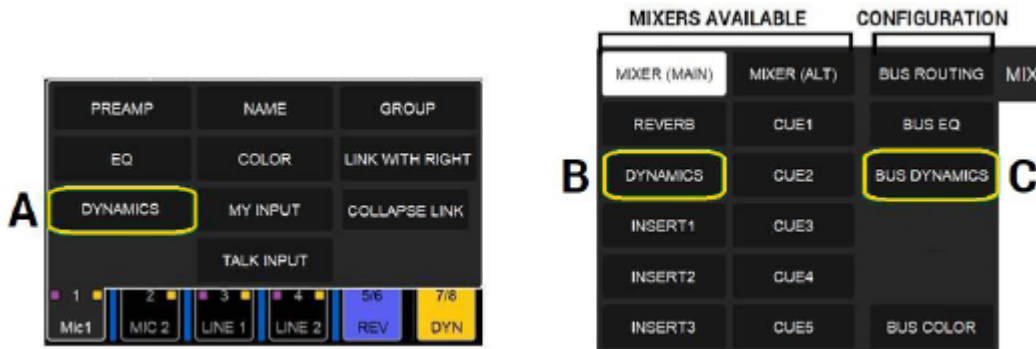 MIXERS AVAILABLE CONFIGURATION
MIXER (MAIN) MIXER (ALT) BUS ROUTING MIX
REVERB CUE1 BUS EQ
B DYNAMICS CUE2 BUS DYNAMICS C
INSERT1 CUE3
INSERT2 CUE4
INSERT3 CUE5 BUS COLOR
PREAMP NAME GROUP
EQ COLOR LINK WITH RIGHT
A DYNAMICS MY INPUT COLLAPSE LINK
TALK INPUT
1 2 3 4 5/6 7/8
Mic1 MIC 2 LINE 1 LINE 2 REV DYN